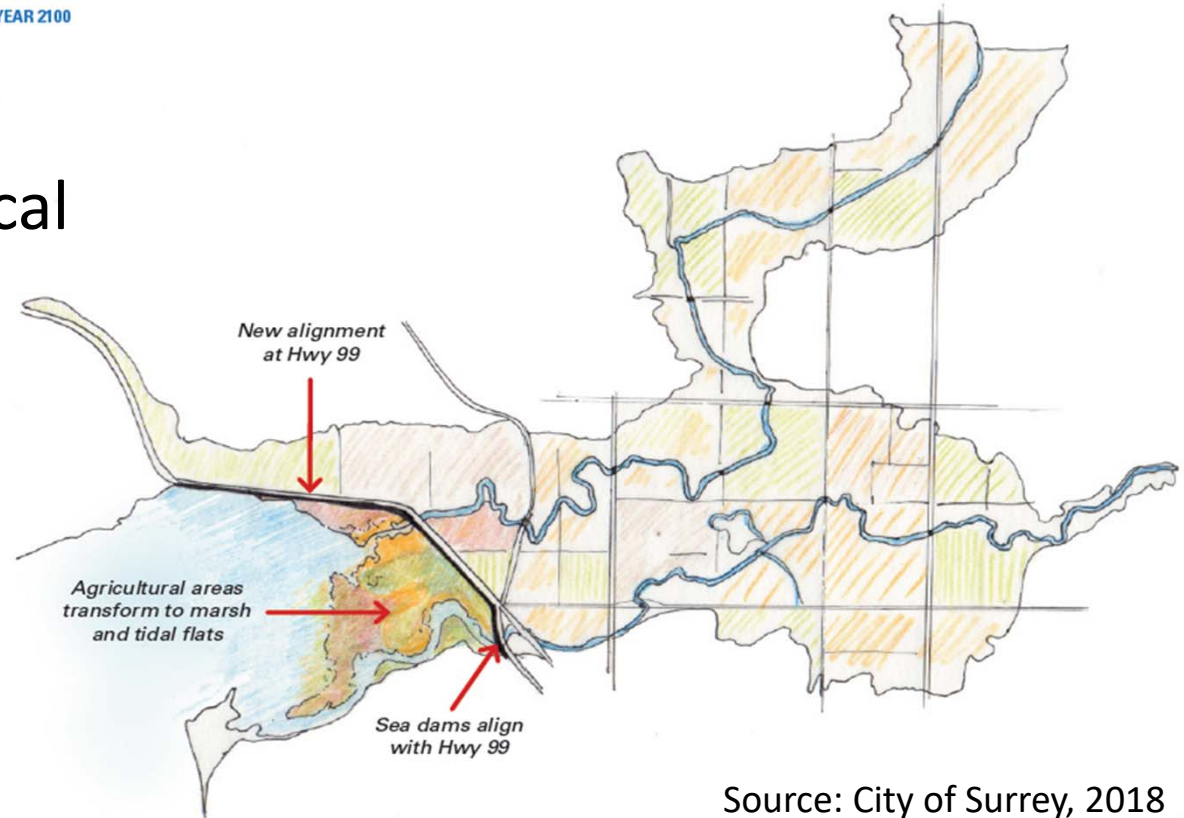 YEAR 2100
cal
New alignment
at Hwy 99
Agricultural areas
transform to marsh
and tidal flats
Sea dams align
with Hwy 99
Source: City of Surrey, 2018